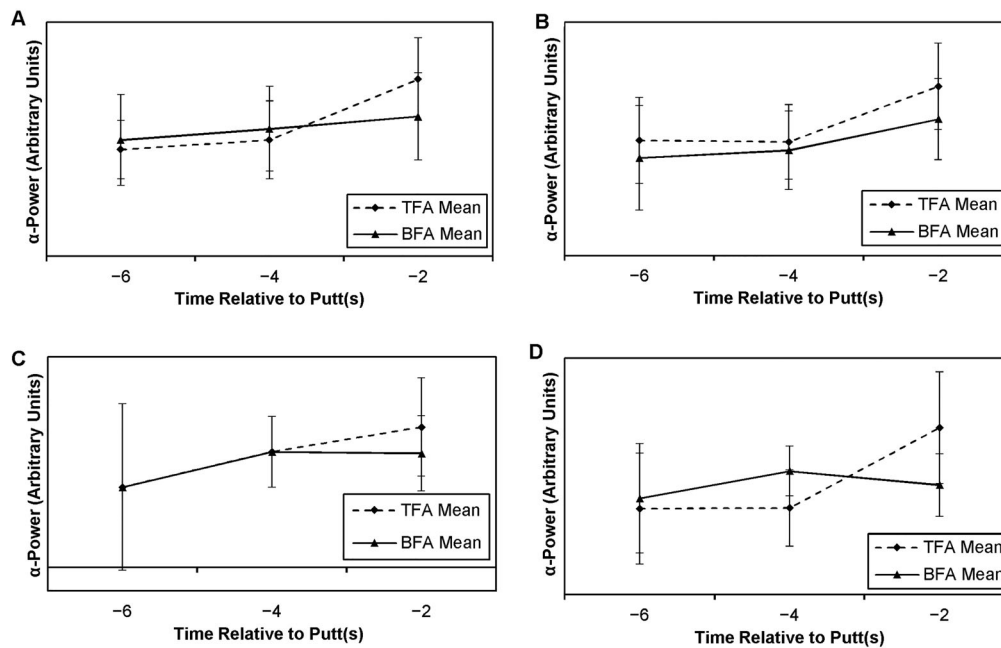 A
α-Power (Arbitrary Units)
TFA Mean
BFA Mean
−6 −4 −2
Time Relative to Putt(s)
B
α-Power (Arbitrary Units)
TFA Mean
BFA Mean
−6 −4 −2
Time Relative to Putt(s)
C
α-Power (Arbitrary Units)
TFA Mean
BFA Mean
−6 −4 −2
Time Relative to Putt(s)
D
α-Power (Arbitrary Units)
TFA Mean
BFA Mean
−6 −4 −2
Time Relative to Putt(s)